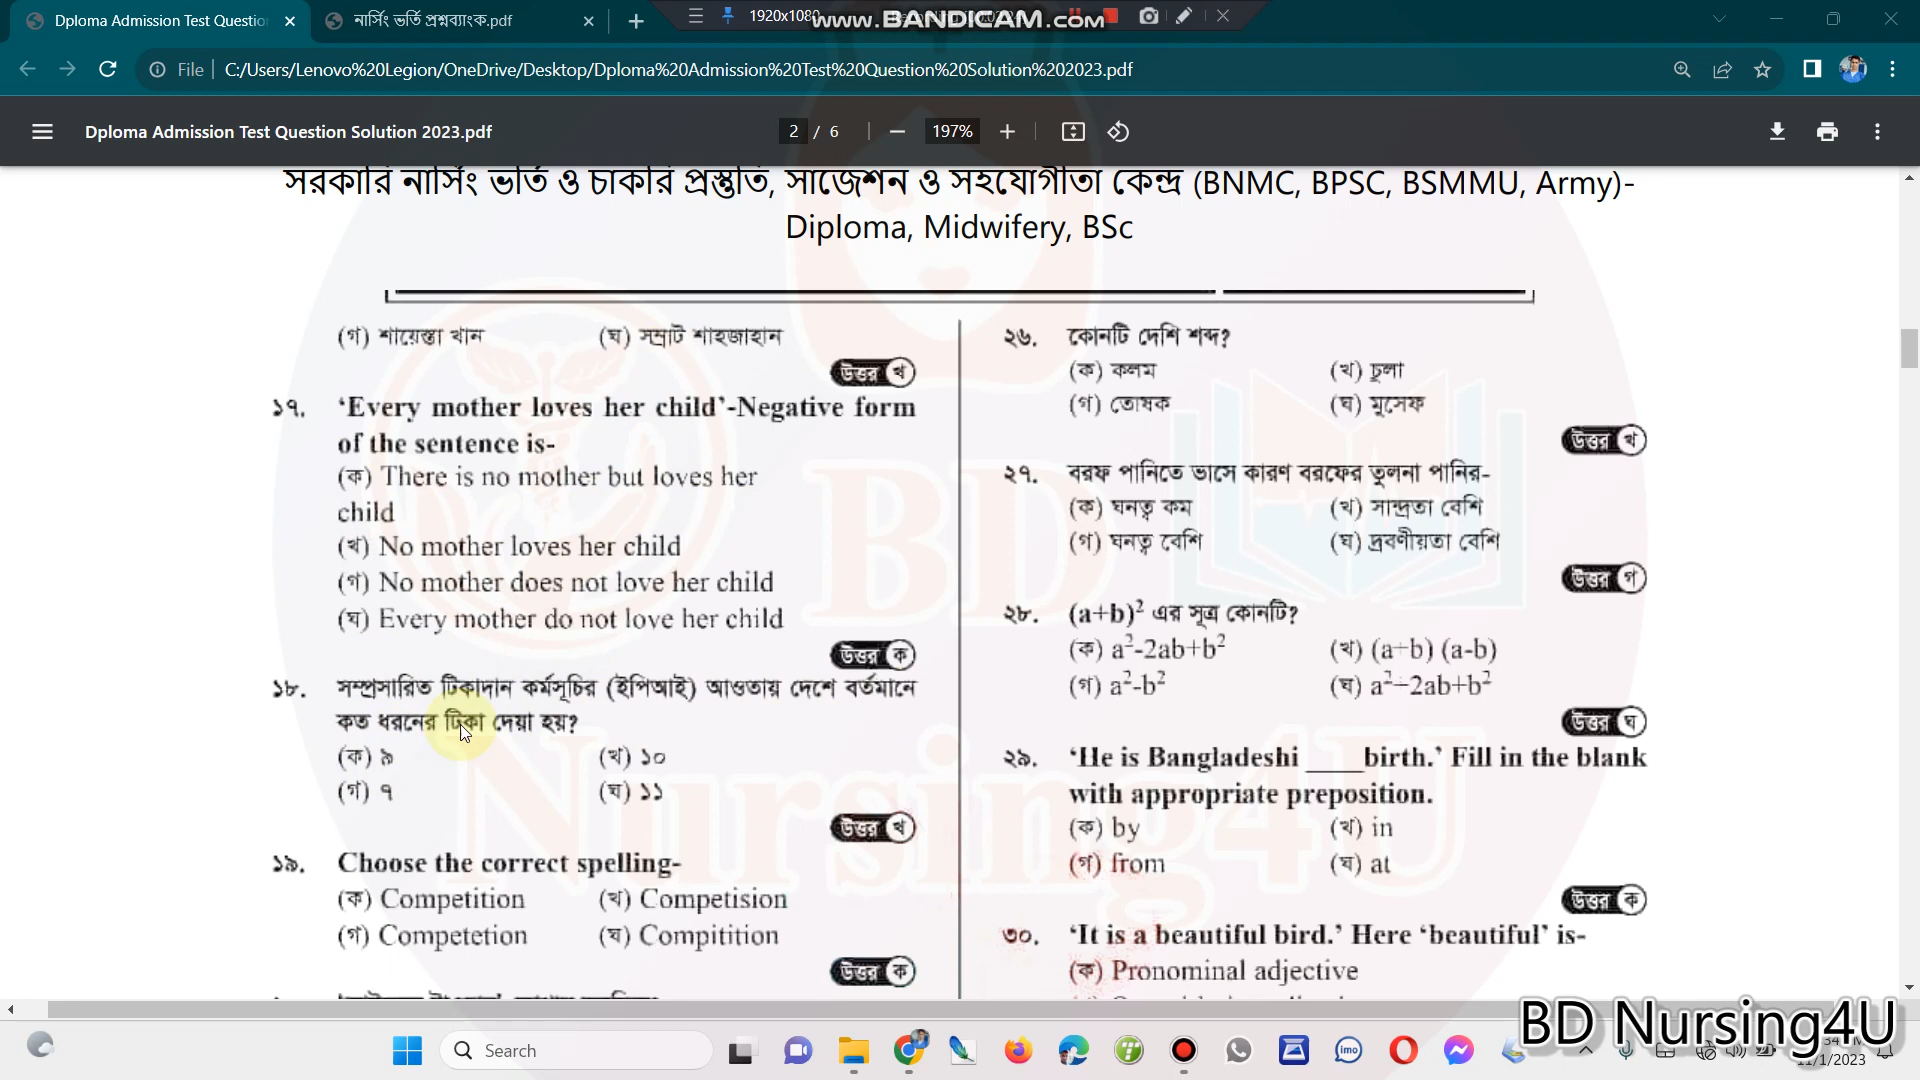 Dploma Admission Test Questio
নার্সিং ভর্তি প্রশ্নব্যাংক.pdf
1920x1080
www.BANDICAM.com
File
C:/Users/Lenovo%20Legion/OneDrive/Desktop/Dploma%20Admission%20Test%20Question%20Solution%202023.pdf
Dploma Admission Test Question Solution 2023.pdf
2 / 6
197%
সরকারি নার্সিং ভর্তি ও চাকরি প্রস্তুতি, সাজেশন ও সহযোগীতা কেন্দ্র (BNMC, BPSC, BSMMU, Army)-
Diploma, Midwifery, BSc
(গ) শায়েস্তা খান (ঘ) সম্রাট শাহজাহান
উত্তর খ
১৭. ‘Every mother loves her child’-Negative form
of the sentence is-
(ক) There is no mother but loves her
child
(খ) No mother loves her child
(গ) No mother does not love her child
(ঘ) Every mother do not love her child
উত্তর ক
১৮. সম্প্রসারিত টিকাদান কর্মসূচির (ইপিআই) আওতায় দেশে বর্তমানে
কত ধরনের টিকা দেয়া হয়?
(ক) ৯ (খ) ১০
(গ) ৭ (ঘ) ১১
উত্তর খ
১৯. Choose the correct spelling-
(ক) Competition (খ) Competision
(গ) Competetion (ঘ) Compitition
উত্তর ক
২৬. কোনটি দেশি শব্দ?
(ক) কলম (খ) চুলা
(গ) তোষক (ঘ) মুসেফ
উত্তর খ
২৭. বরফ পানিতে ভাসে কারণ বরফের তুলনা পানির-
(ক) ঘনত্ব কম (খ) সান্দ্রতা বেশি
(গ) ঘনত্ব বেশি (ঘ) দ্রবণীয়তা বেশি
উত্তর গ
২৮. (a+b)² এর সূত্র কোনটি?
(ক) a²-2ab+b² (খ) (a+b) (a-b)
(গ) a²-b² (ঘ) a²+2ab+b²
উত্তর ঘ
২৯. ‘He is Bangladeshi ____birth.’ Fill in the blank
with appropriate preposition.
(ক) by (খ) in
(গ) from (ঘ) at
উত্তর ক
৩০. ‘It is a beautiful bird.’ Here ‘beautiful’ is-
(ক) Pronominal adjective
BD
Nursing4U
BD Nursing4U
Search
imo
11/1/2023